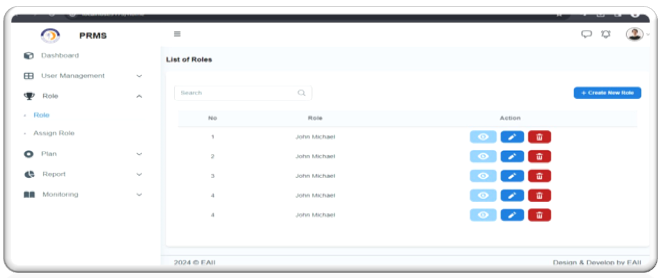 PRMS
Dashboard
List of Roles
User Management
Role
Search
+ Create New Role
Role
No Role Action
Assign Role
1 John Michael
Plan
2 John Michael
Report
3 John Michael
Monitoring
4 John Michael
4 John Michael
2024 © EAII
Design & Develop by EAII